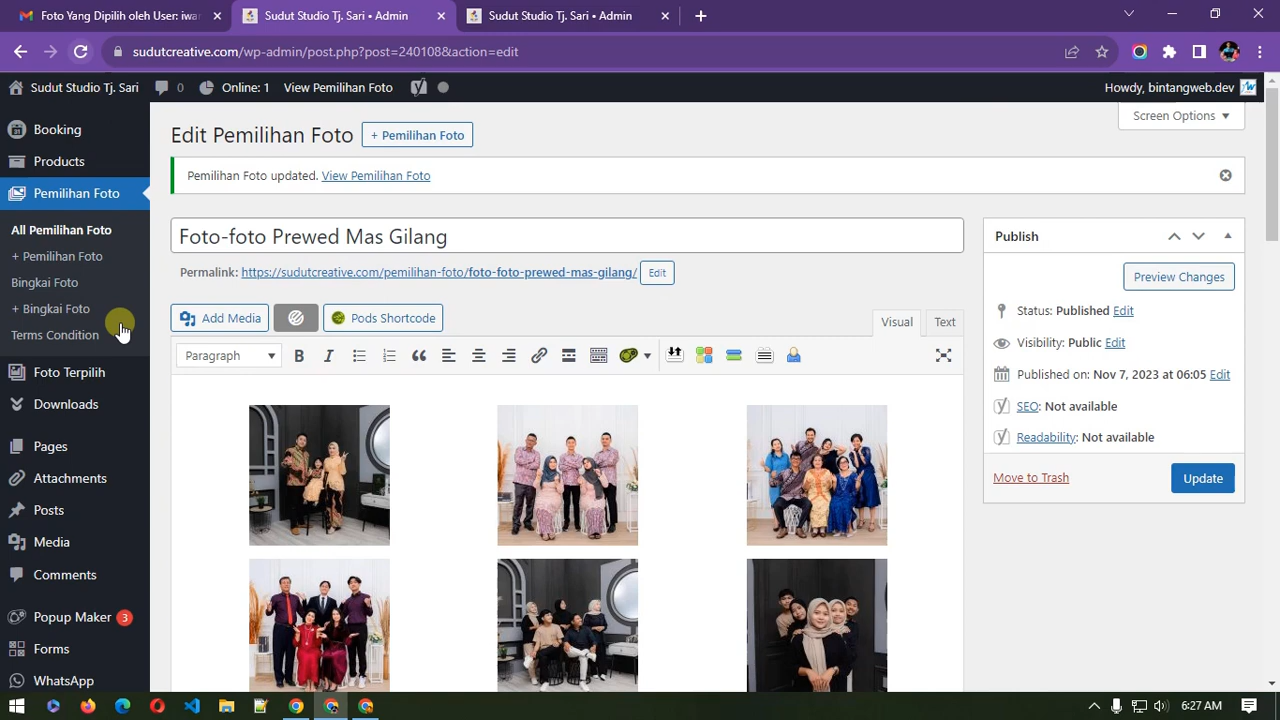 Foto Yang Dipilih oleh User: iwa
Sudut Studio Tj. Sari • Admin
Sudut Studio Tj. Sari • Admin
sudutcreative.com/wp-admin/post.php?post=240108&action=edit
Sudut Studio Tj. Sari
0
Online: 1
View Pemilihan Foto
Howdy, bintangweb.dev
Booking
Products
Pemilihan Foto
All Pemilihan Foto
+ Pemilihan Foto
Bingkai Foto
+ Bingkai Foto
Terms Condition
Foto Terpilih
Downloads
Pages
Attachments
Posts
Media
Comments
Popup Maker 3
Forms
WhatsApp
Edit Pemilihan Foto
+ Pemilihan Foto
Screen Options
Pemilihan Foto updated. View Pemilihan Foto
Foto-foto Prewed Mas Gilang
Permalink: https://sudutcreative.com/pemilihan-foto/foto-foto-prewed-mas-gilang/ Edit
Add Media
Pods Shortcode
Visual
Text
Paragraph
Publish
Preview Changes
Status: Published Edit
Visibility: Public Edit
Published on: Nov 7, 2023 at 06:05 Edit
SEO: Not available
Readability: Not available
Move to Trash
Update
6:27 AM